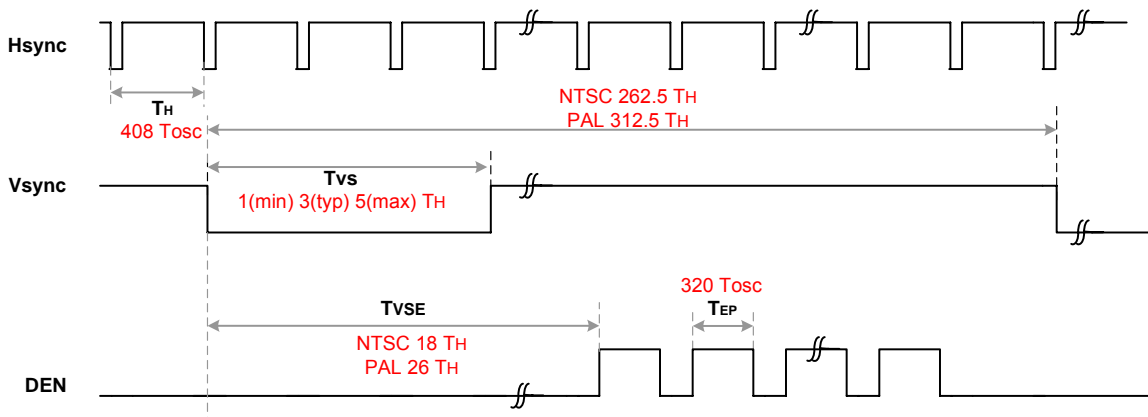 Hsync
TH
408 Tosc
NTSC 262.5 TH
PAL 312.5 TH
Vsync
Tvs
1(min) 3(typ) 5(max) TH
TVSE
NTSC 18 TH
PAL 26 TH
320 Tosc
TEP
DEN